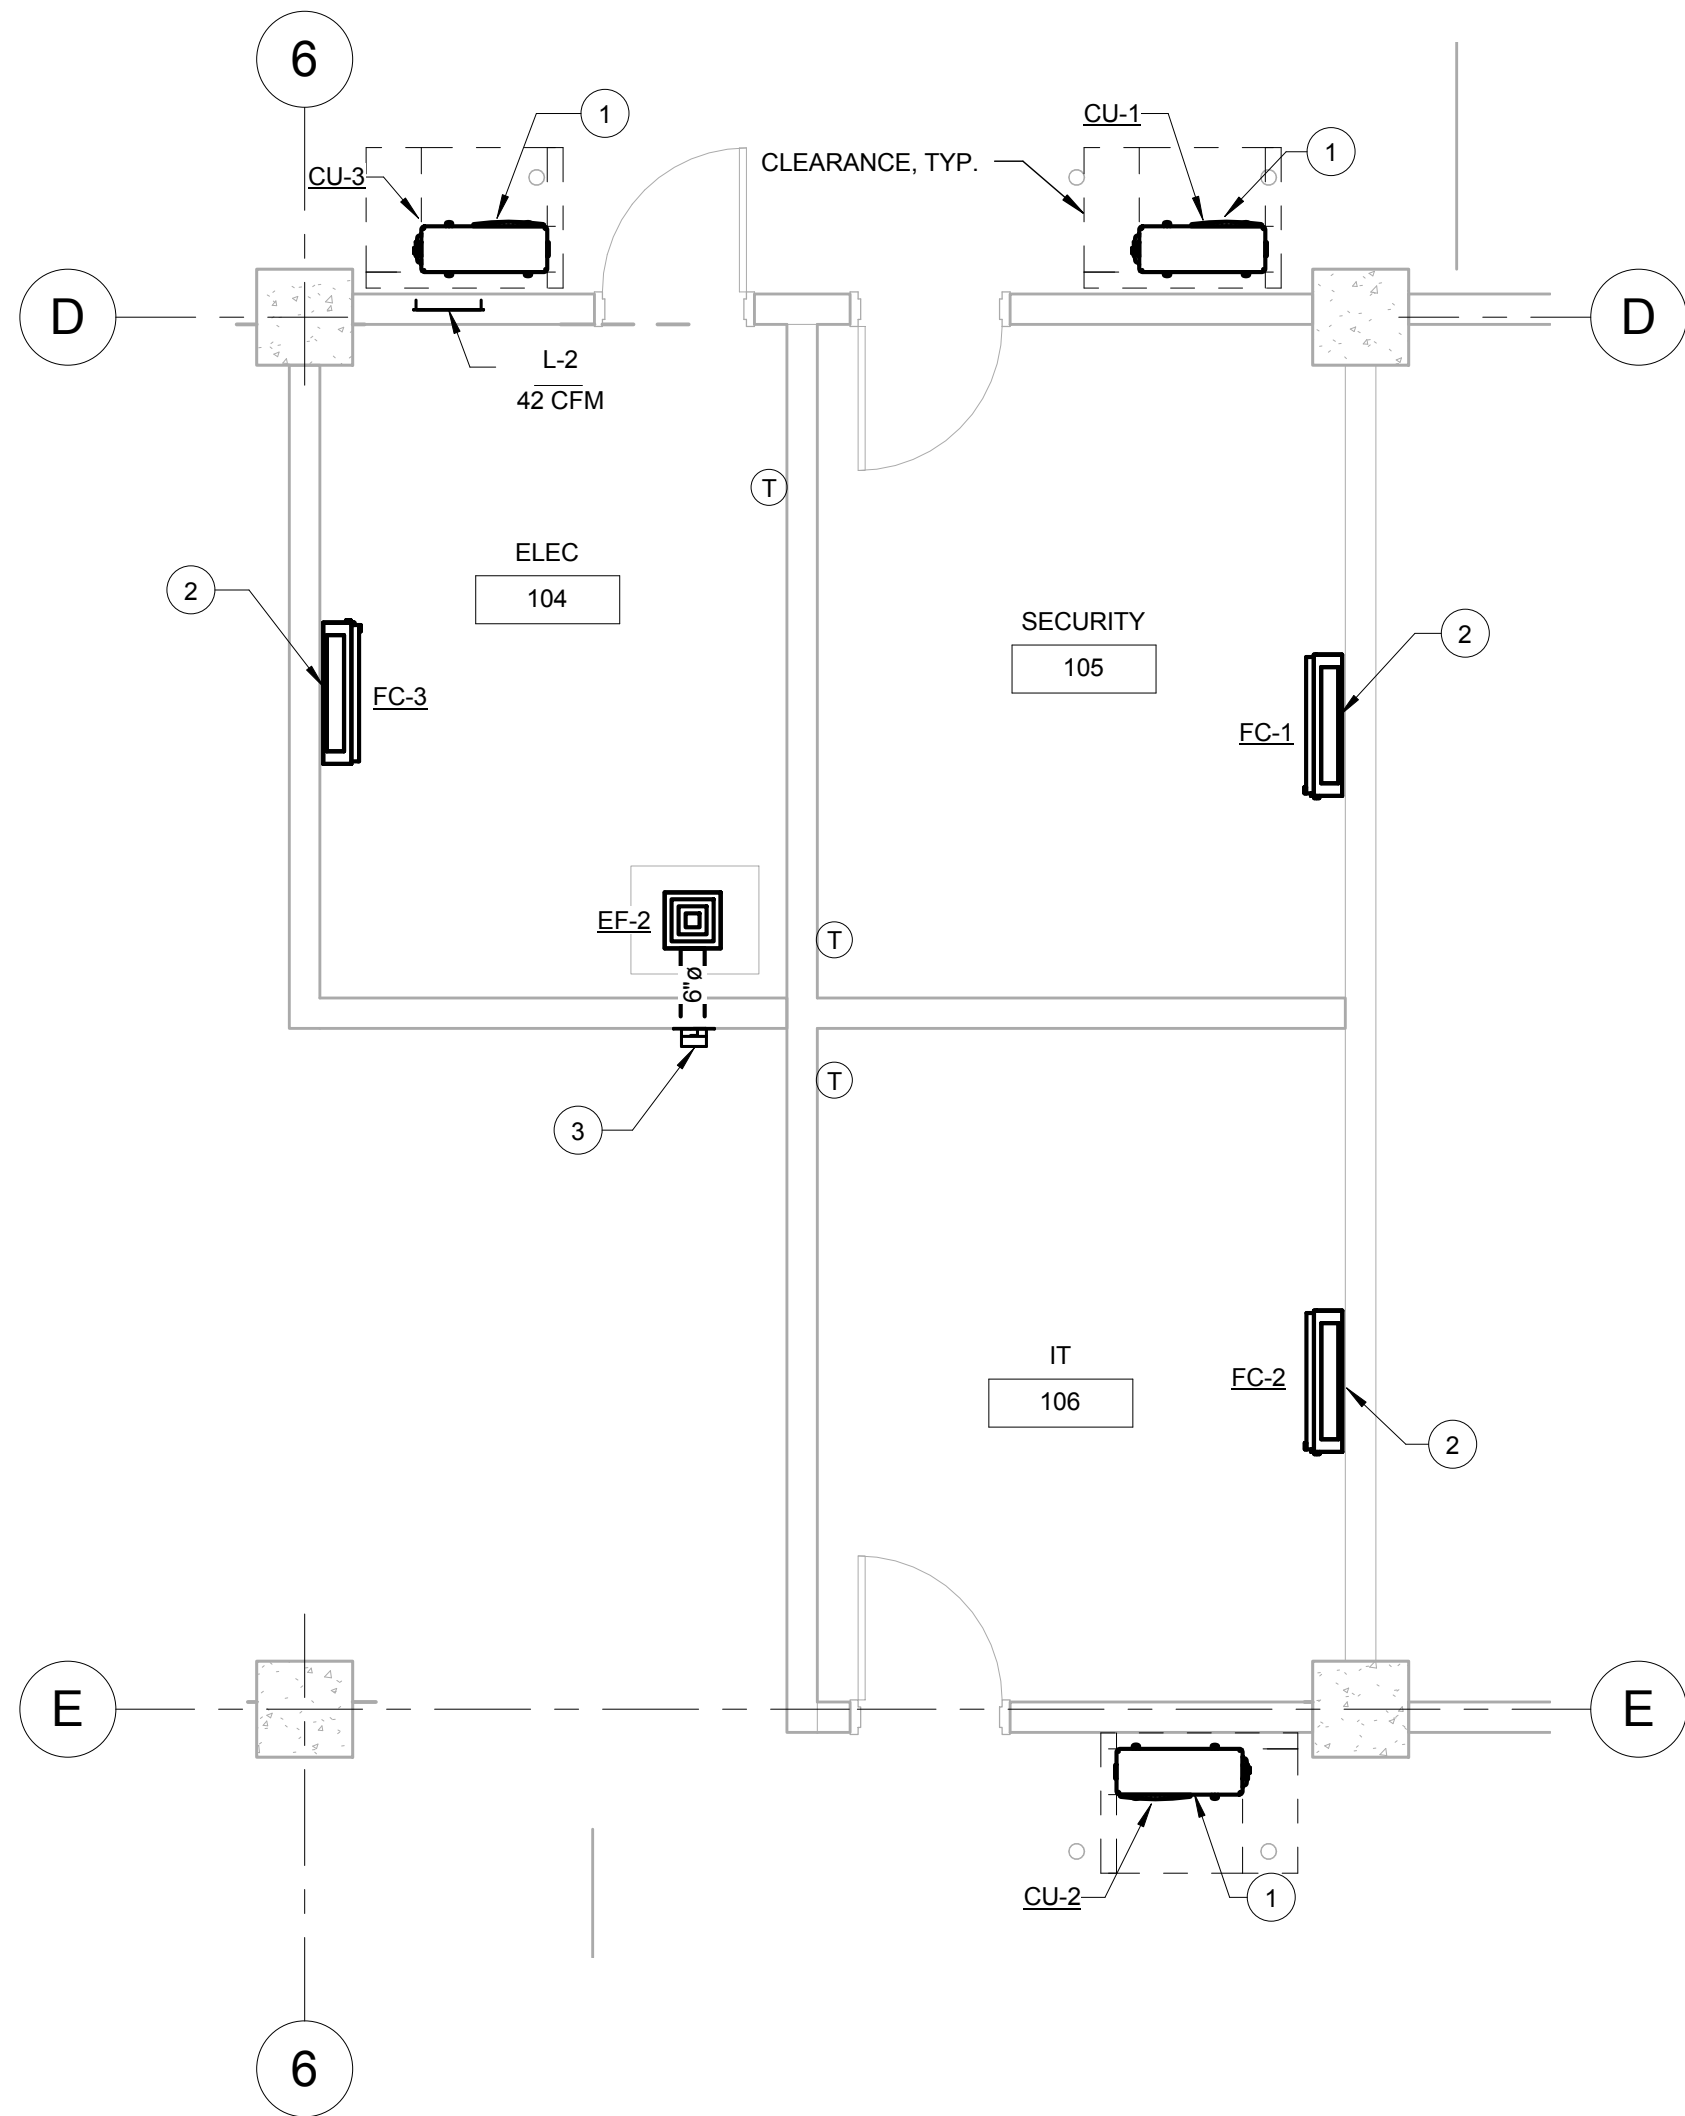 6
1
CU-3
CLEARANCE, TYP.
CU-1
1
D
D
L-2
42 CFM
T
ELEC
104
2
FC-3
SECURITY
105
2
FC-1
EF-2
6"ø
T
T
3
IT
106
FC-2
2
E
E
CU-2
1
6